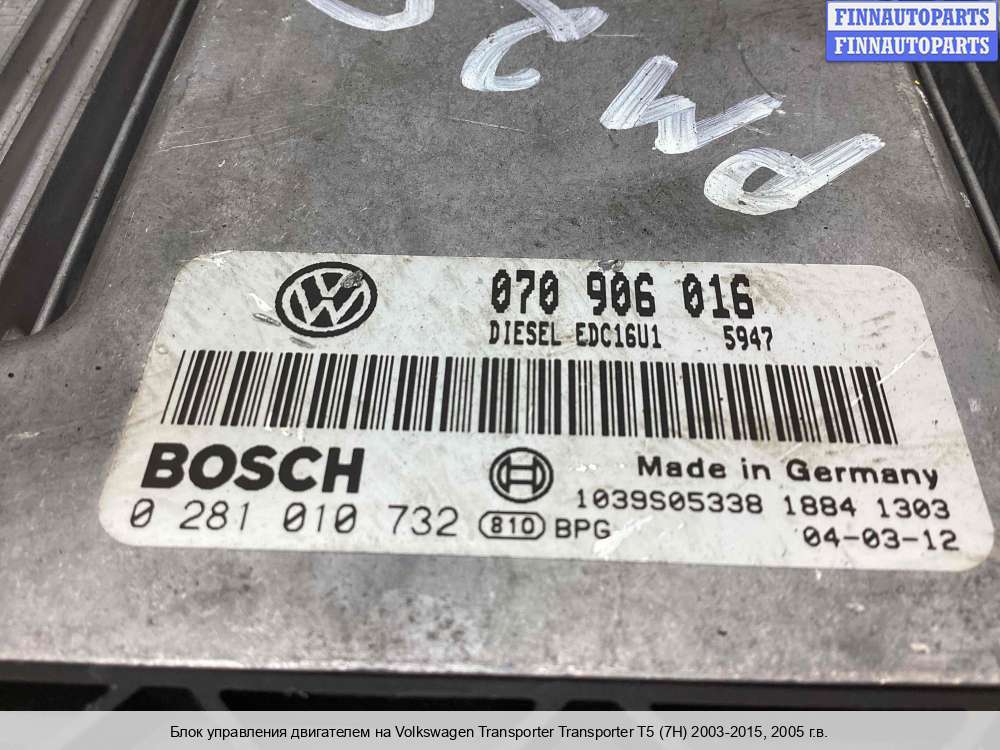 FINNAUTOPARTS
FINNAUTOPARTS
PM2
070 906 016
DIESEL EDC16U1 5947
BOSCH
Made in Germany
1039S05338 1884 1303
0 281 010 732 810 BPG
04-03-12
Блок управления двигателем на Volkswagen Transporter Transporter T5 (7H) 2003-2015, 2005 г.в.